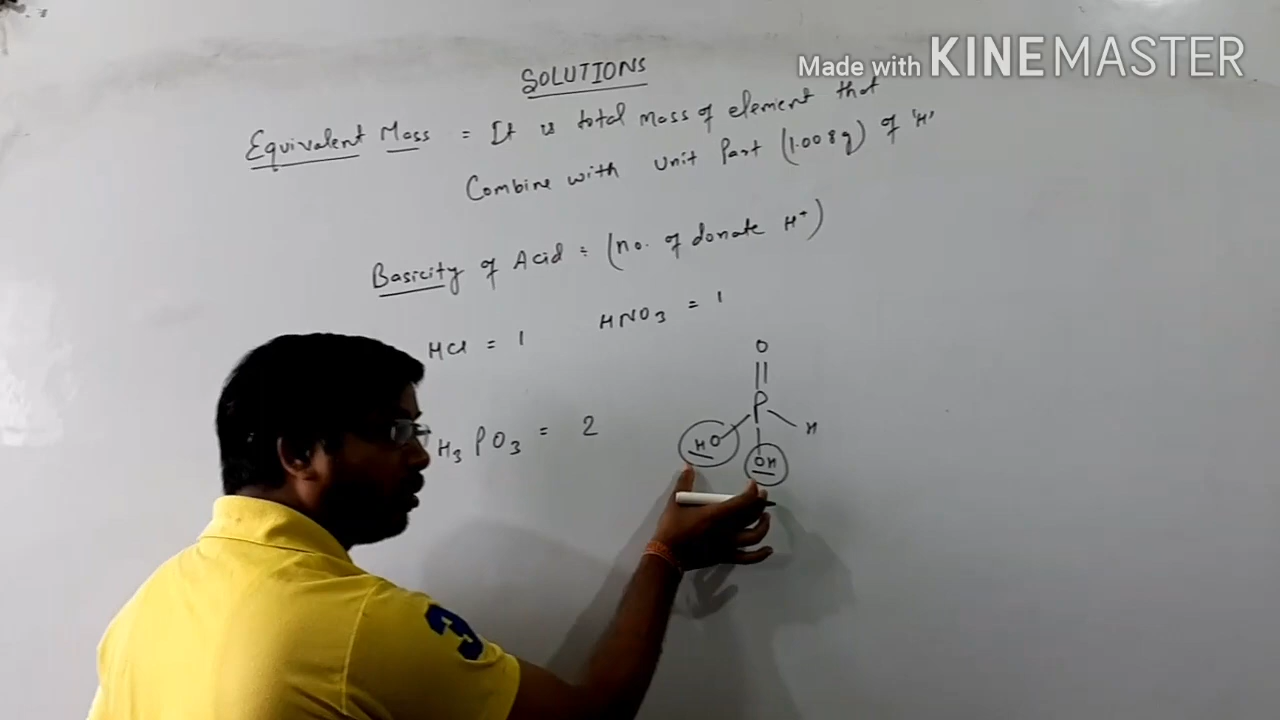 Made with KINEMASTER
SOLUTIONS
Equivalent Mass = It is total mass of element that
Combine with unit Part (1.008g) of 'H'
Basicity of Acid = (no. of donate H⁺)
HCl = 1 HNO₃ = 1
H₃PO₃ = 2
O
P
HO H
OH
3